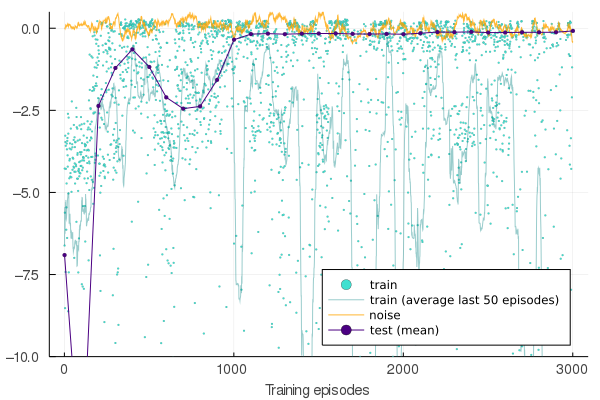 0.0
−2.5
−5.0
−7.5
−10.0
train
train (average last 50 episodes)
noise
test (mean)
0
1000
2000
3000
Training episodes